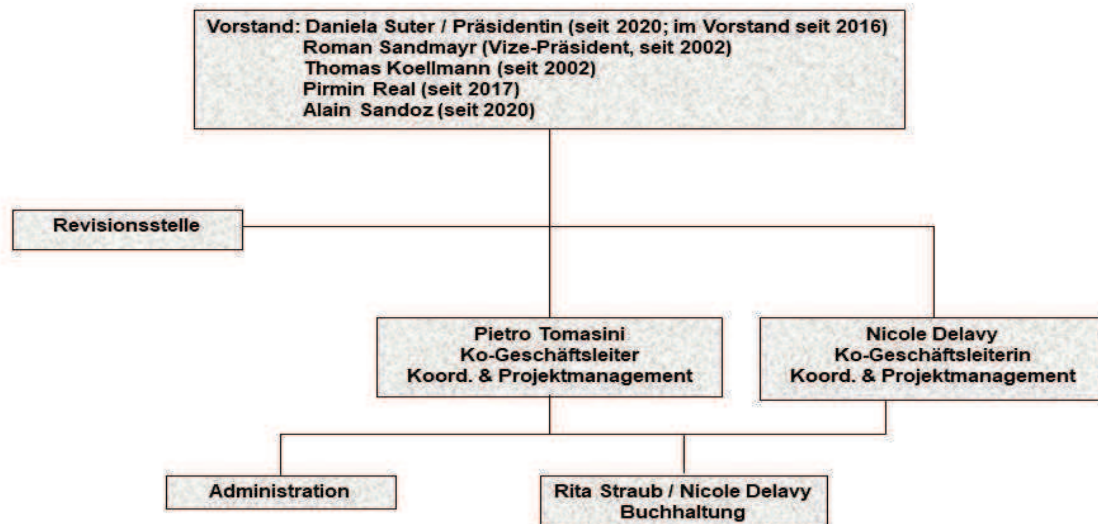 Vorstand: Daniela Suter / Präsidentin (seit 2020; im Vorstand seit 2016)
Roman Sandmayr (Vize-Präsident, seit 2002)
Thomas Koellmann (seit 2002)
Pirmin Real (seit 2017)
Alain Sandoz (seit 2020)
Revisionsstelle
Pietro Tomasini
Ko-Geschäftsleiter
Koord. & Projektmanagement
Nicole Delavy
Ko-Geschäftsleiterin
Koord. & Projektmanagement
Administration
Rita Straub / Nicole Delavy
Buchhaltung